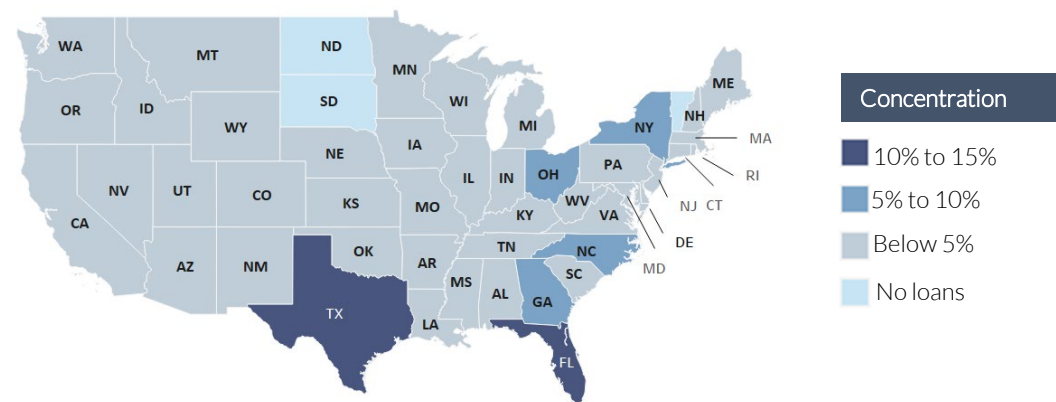 WA
MT
ND
MN
ME
OR
ID
SD
WI
MI
NY
NH
WY
MA
IA
NE
PA
RI
NV
UT
CO
IL
IN
OH
NJ
CT
KS
MO
WV
VA
KY
DE
CA
MD
AZ
NM
OK
AR
TN
NC
SC
MS
AL
GA
TX
LA
FL
Concentration
10% to 15%
5% to 10%
Below 5%
No loans